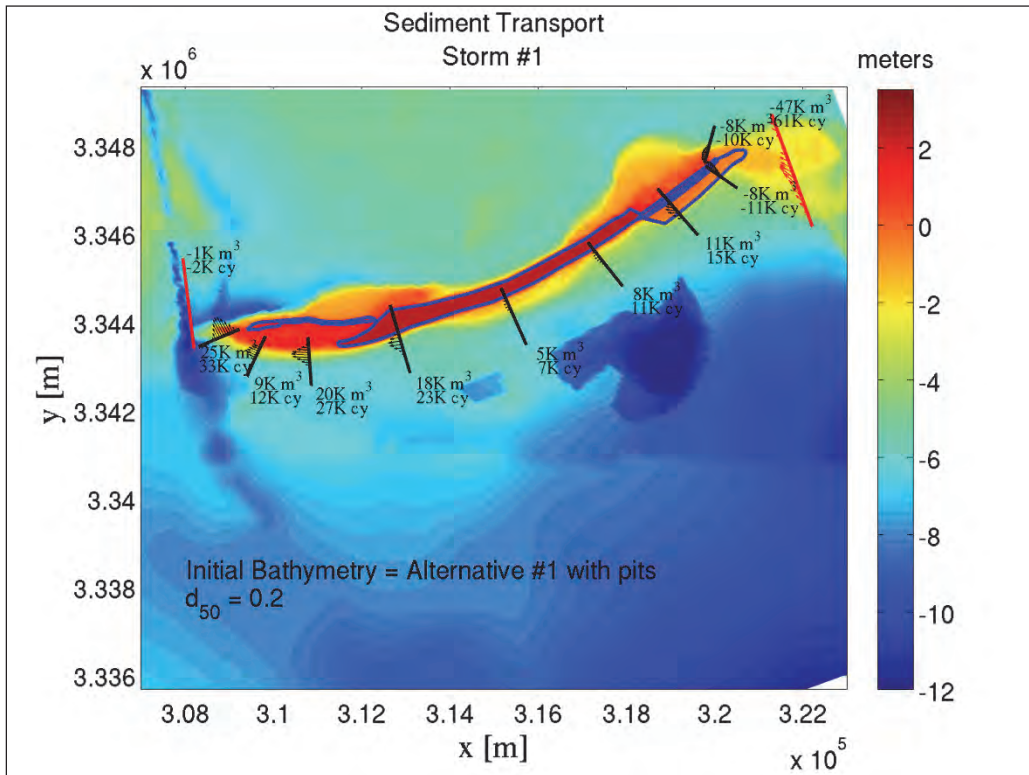 Sediment Transport
Storm #1
x 10^6
meters
3.348
3.346
3.344
3.342
3.34
3.338
3.336
y [m]
-47K m^3
-61K cy
-8K m^3
-10K cy
-8K m^3
-11K cy
11K m^3
15K cy
8K m^3
11K cy
5K m^3
7K cy
18K m^3
23K cy
20K m^3
27K cy
9K m^3
12K cy
25K m^3
33K cy
-1K m^3
-2K cy
Initial Bathymetry = Alternative #1 with pits
d_50 = 0.2
3.08
3.1
3.12
3.14
3.16
3.18
3.2
3.22
x [m]
x 10^5
2
0
-2
-4
-6
-8
-10
-12